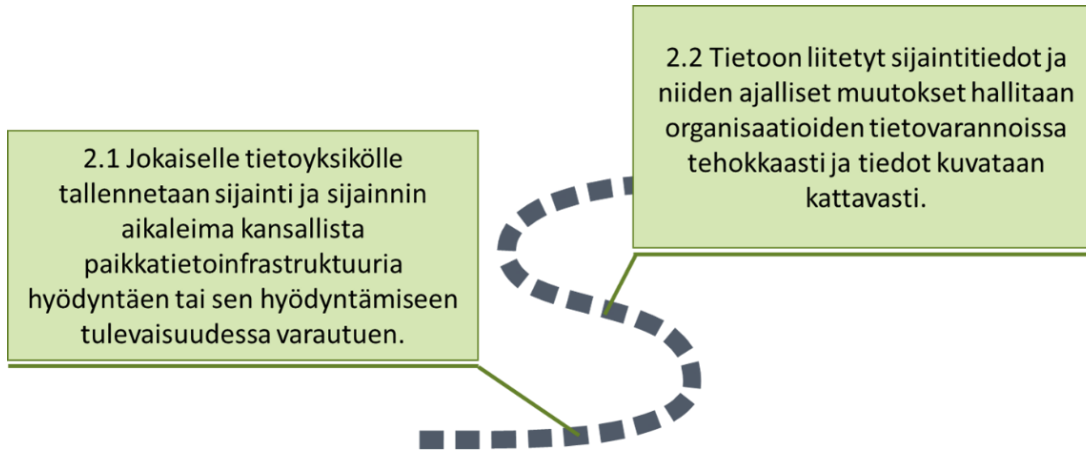 2.1 Jokaiselle tietoyksikölle
tallennetaan sijainti ja sijainnin
aikaleima kansallista
paikkatietoinfrastruktuuria
hyödyntäen tai sen hyödyntämiseen
tulevaisuudessa varautuen.
2.2 Tietoon liitetyt sijaintitiedot ja
niiden ajalliset muutokset hallitaan
organisaatioiden tietovarannoissa
tehokkaasti ja tiedot kuvataan
kattavasti.